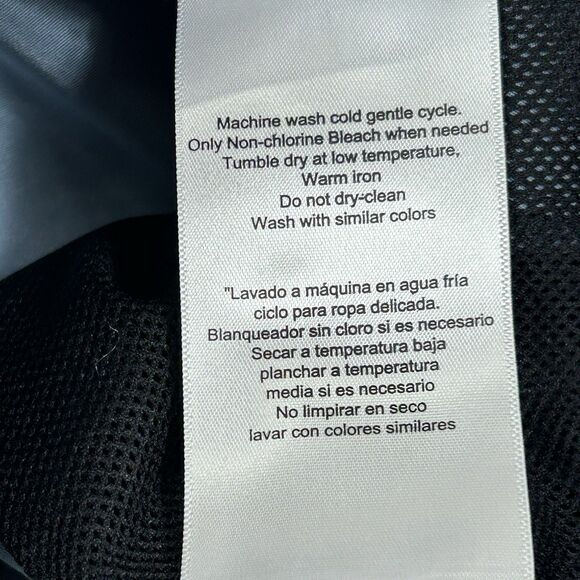 Machine wash cold gentle cycle.
Only Non-chlorine Bleach when needed
Tumble dry at low temperature,
Warm iron
Do not dry-clean
Wash with similar colors
"Lavado a máquina en agua fría
ciclo para ropa delicada.
Blanqueador sin cloro si es necesario
Secar a temperatura baja
planchar a temperatura
media si es necesario
No limpirar en seco
lavar con colores similares